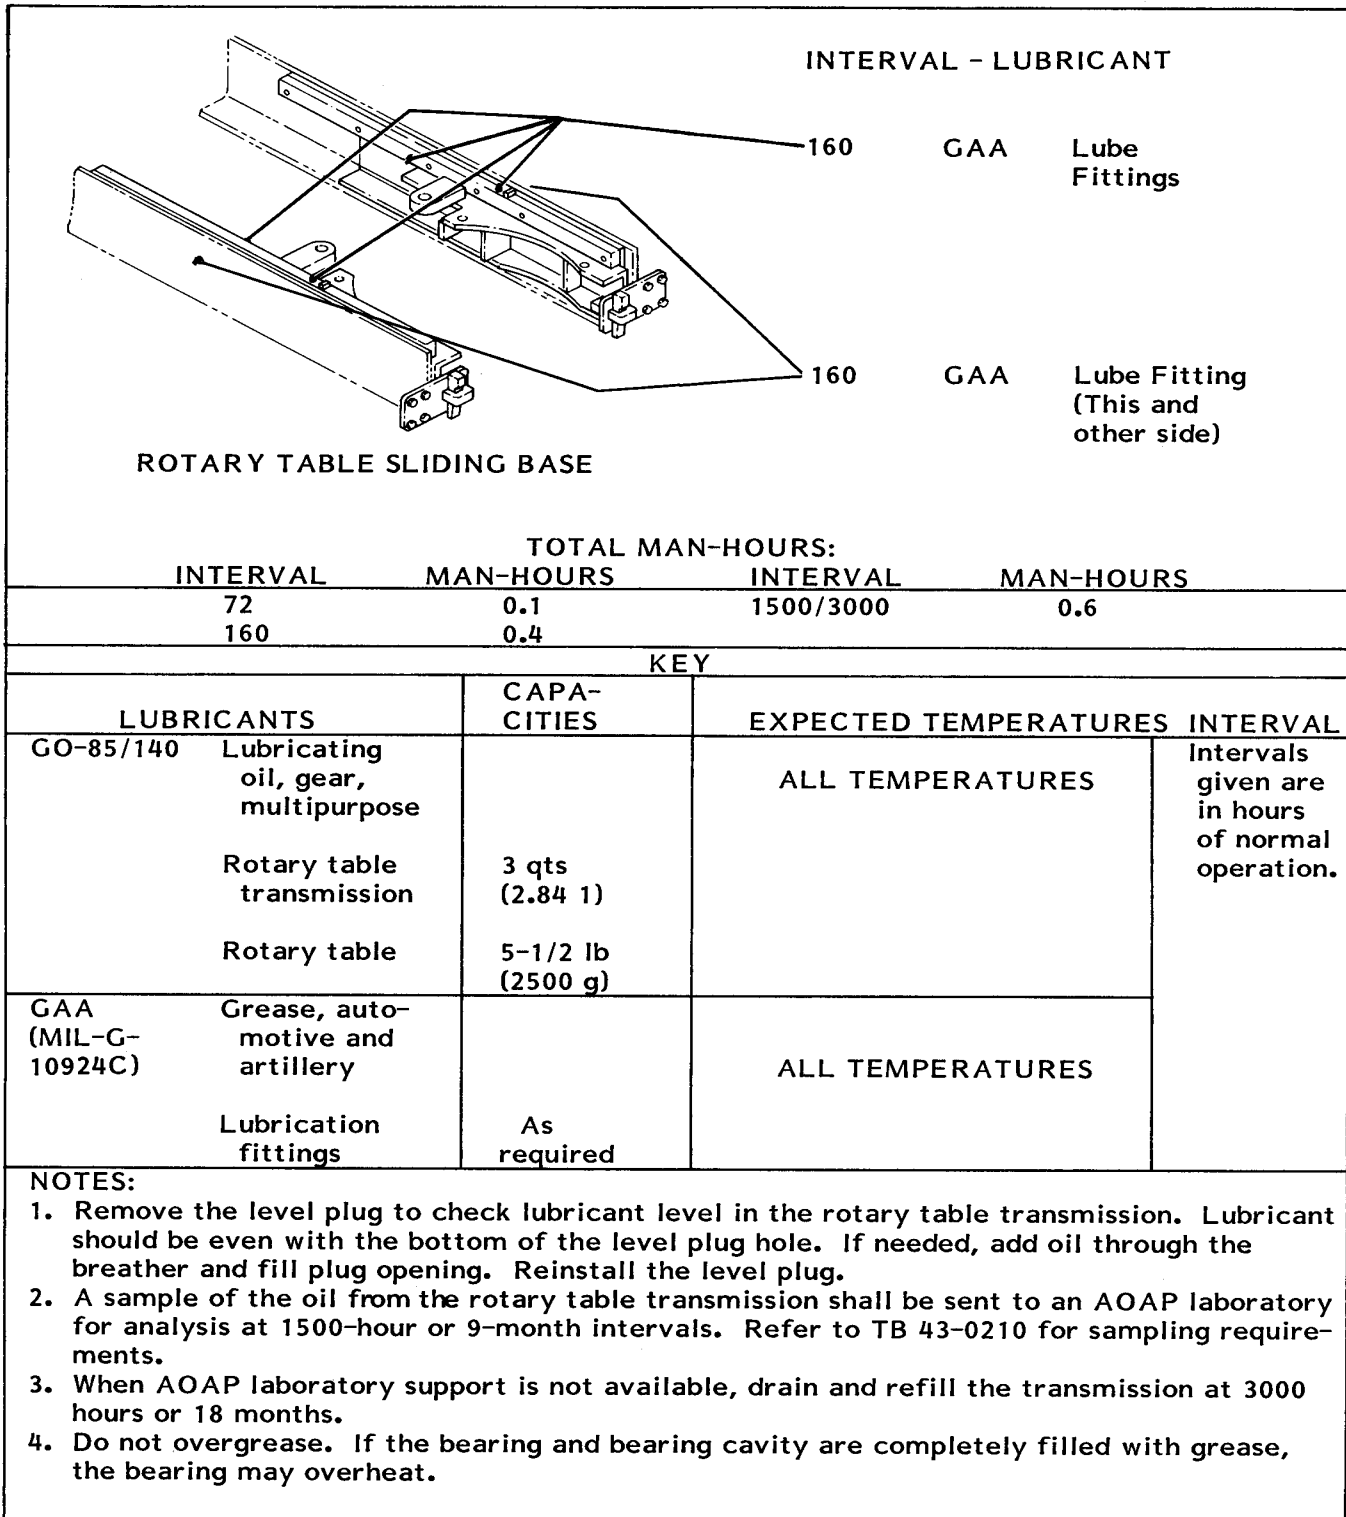 INTERVAL - LUBRICANT
160 GAA Lube
Fittings
160 GAA Lube Fitting
(This and
other side)
ROTARY TABLE SLIDING BASE
TOTAL MAN-HOURS:
INTERVAL MAN-HOURS INTERVAL MAN-HOURS
72 0.1 1500/3000 0.6
160 0.4
KEY
LUBRICANTS CAPA-
CITIES EXPECTED TEMPERATURES INTERVAL
GO-85/140 Lubricating
oil, gear,
multipurpose
ALL TEMPERATURES
Intervals
given are
in hours
of normal
operation.
Rotary table
transmission
3 qts
(2.84 1)
Rotary table
5-1/2 lb
(2500 g)
GAA
(MIL-G-
10924C)
Grease, auto-
motive and
artillery
ALL TEMPERATURES
Lubrication
fittings
As
required
NOTES:
1. Remove the level plug to check lubricant level in the rotary table transmission. Lubricant
should be even with the bottom of the level plug hole. If needed, add oil through the
breather and fill plug opening. Reinstall the level plug.
2. A sample of the oil from the rotary table transmission shall be sent to an AOAP laboratory
for analysis at 1500-hour or 9-month intervals. Refer to TB 43-0210 for sampling require-
ments.
3. When AOAP laboratory support is not available, drain and refill the transmission at 3000
hours or 18 months.
4. Do not overgrease. If the bearing and bearing cavity are completely filled with grease,
the bearing may overheat.